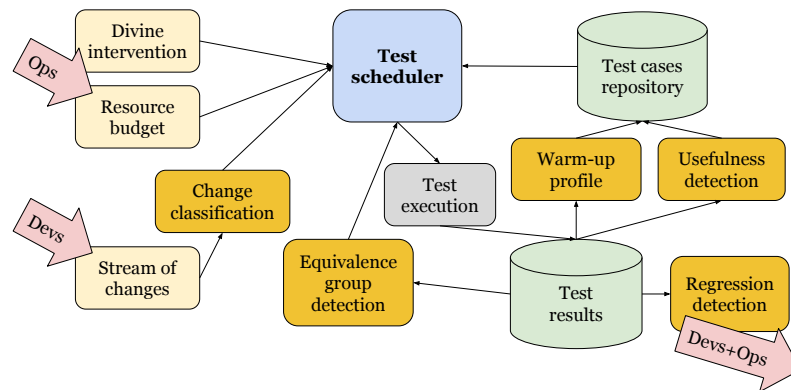 Divine
intervention
Ops
Resource
budget
Test
scheduler
Test cases
repository
Change
classification
Test
execution
Warm-up
profile
Usefulness
detection
Devs
Stream of
changes
Equivalence
group
detection
Test
results
Regression
detection
Devs+Ops